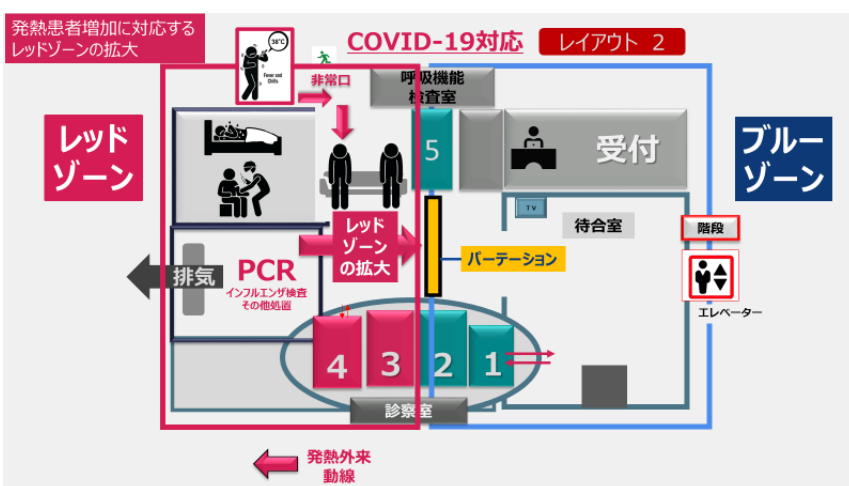 発熱患者増加に対応する
レッドゾーンの拡大
COVID-19対応
レイアウト 2
38°C
Fever and
Chills
非常口
呼吸機能
検査室
レッド
ゾーン
5
受付
ブルー
ゾーン
TV
待合室
階段
レッド
ゾーン
の拡大
パーテーション
排気
PCR
インフルエンザ検査
その他処置
エレベーター
4
3
2
1
診察室
発熱外来
動線